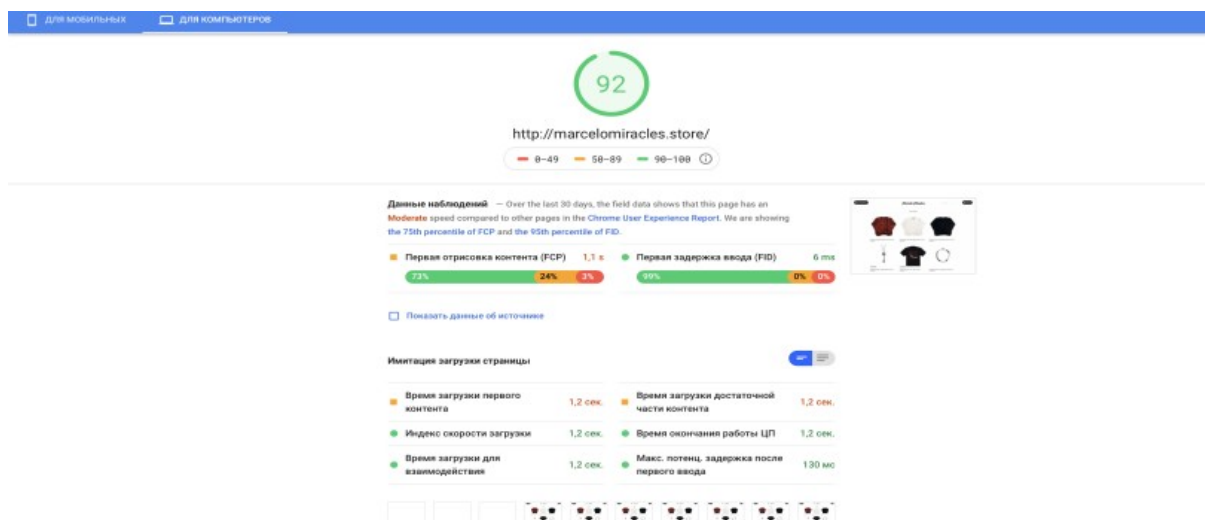 ДЛЯ МОБИЛЬНЫХ
ДЛЯ КОМПЬЮТЕРОВ
92
http://marcelomiracles.store/
0–49 50–89 90–100
Данные наблюдений — Over the last 30 days, the field data shows that this page has an
Moderate speed compared to other pages in the Chrome User Experience Report. We are showing
the 75th percentile of FCP and the 95th percentile of FID.
Первая отрисовка контента (FCP) 1,1 s
73% 24% 3%
Первая задержка ввода (FID) 6 ms
99% 0% 0%
Показать данные об источнике
Имитация загрузки страницы
Время загрузки первого
контента 1,2 сек.
Время загрузки достаточной
части контента 1,2 сек.
Индекс скорости загрузки 1,2 сек.
Время окончания работы ЦП 1,2 сек.
Время загрузки для
взаимодействия 1,2 сек.
Макс. потенц. задержка после
первого ввода 130 мс